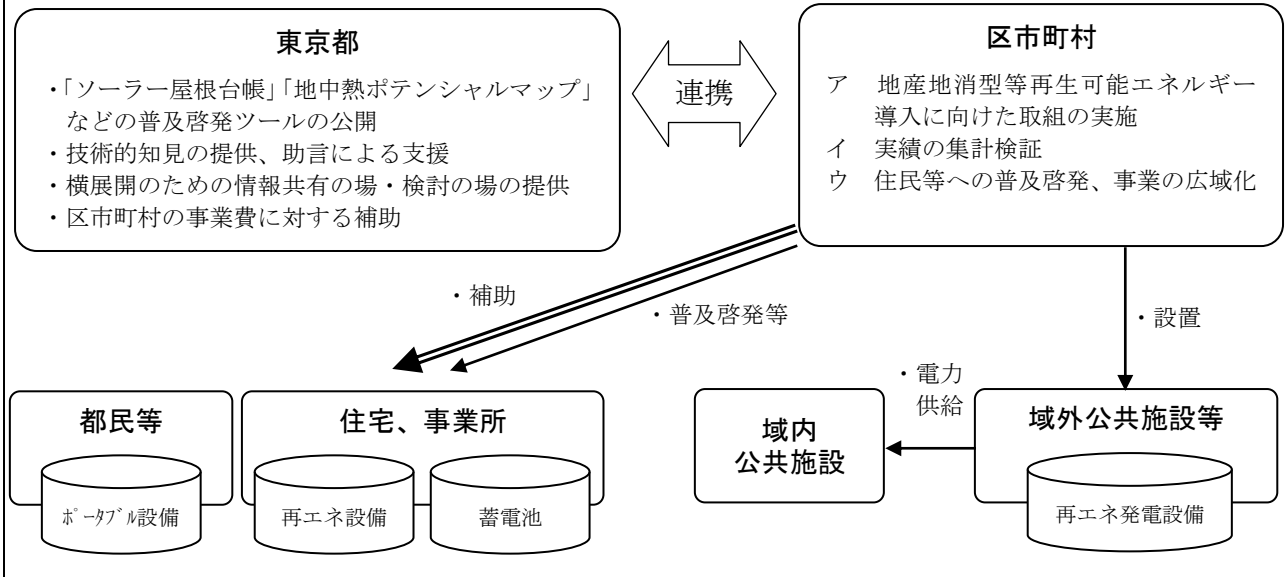 東京都
・「ソーラー屋根台帳」「地中熱ポテンシャルマップ」
などの普及啓発ツールの公開
・技術的知見の提供、助言による支援
・横展開のための情報共有の場・検討の場の提供
・区市町村の事業費に対する補助
連携
区市町村
ア 地産地消型等再生可能エネルギー
導入に向けた取組の実施
イ 実績の集計検証
ウ 住民等への普及啓発、事業の広域化
・補助
・普及啓発等
・設置
・電力
供給
都民等
ﾎﾟｰﾀﾌﾞﾙ設備
住宅、事業所
再エネ設備
蓄電池
域内
公共施設
域外公共施設等
再エネ発電設備